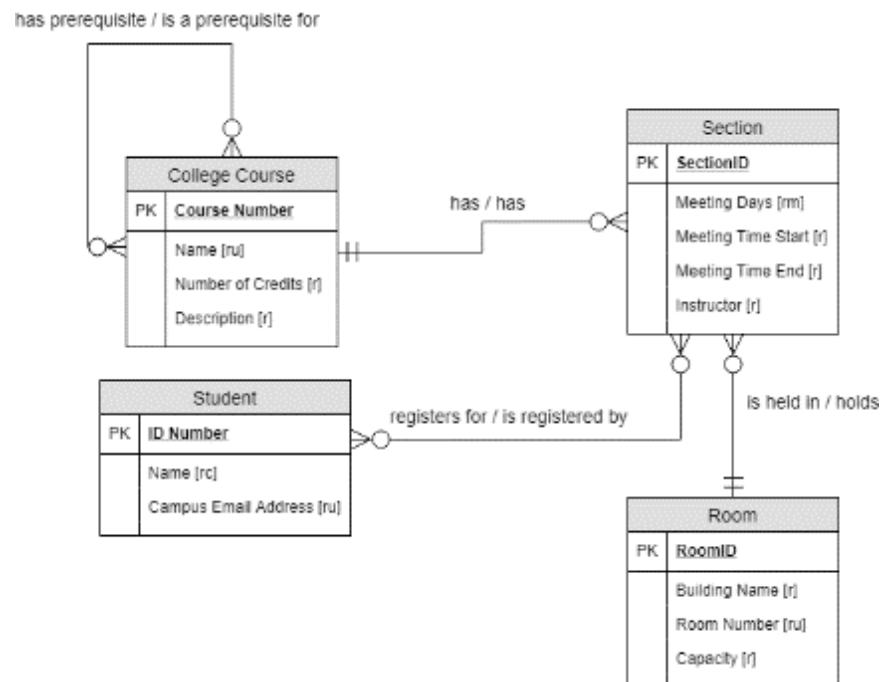 has prerequisite / is a prerequisite for
College Course
PK Course Number
Name [ru]
Number of Credits [r]
Description [r]
has / has
Section
PK SectionID
Meeting Days [rm]
Meeting Time Start [r]
Meeting Time End [r]
Instructor [r]
Student
PK ID Number
Name [rc]
Campus Email Address [ru]
registers for / is registered by
is held in / holds
Room
PK RoomID
Building Name [r]
Room Number [ru]
Capacity [r]